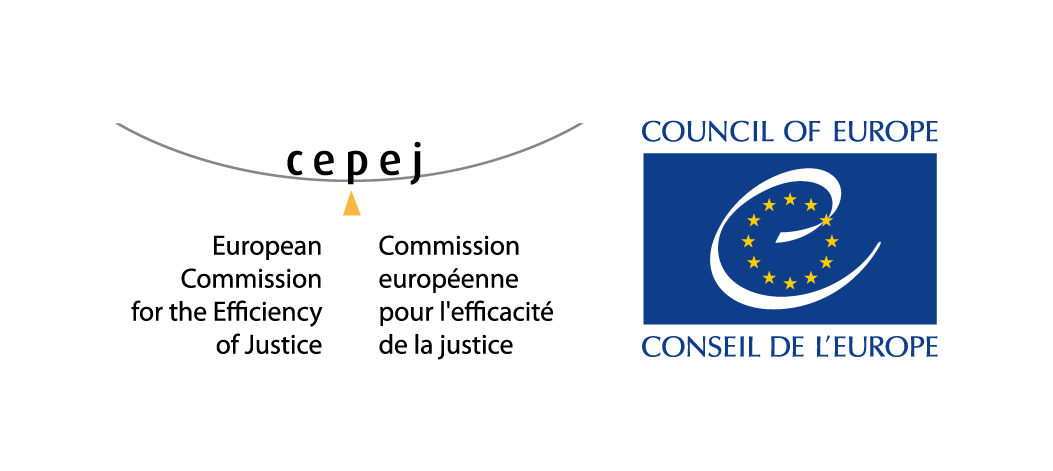 cepej
European
Commission
for the Efficiency
of Justice
Commission
européenne
pour l'efficacité
de la justice
COUNCIL OF EUROPE
CONSEIL DE L'EUROPE